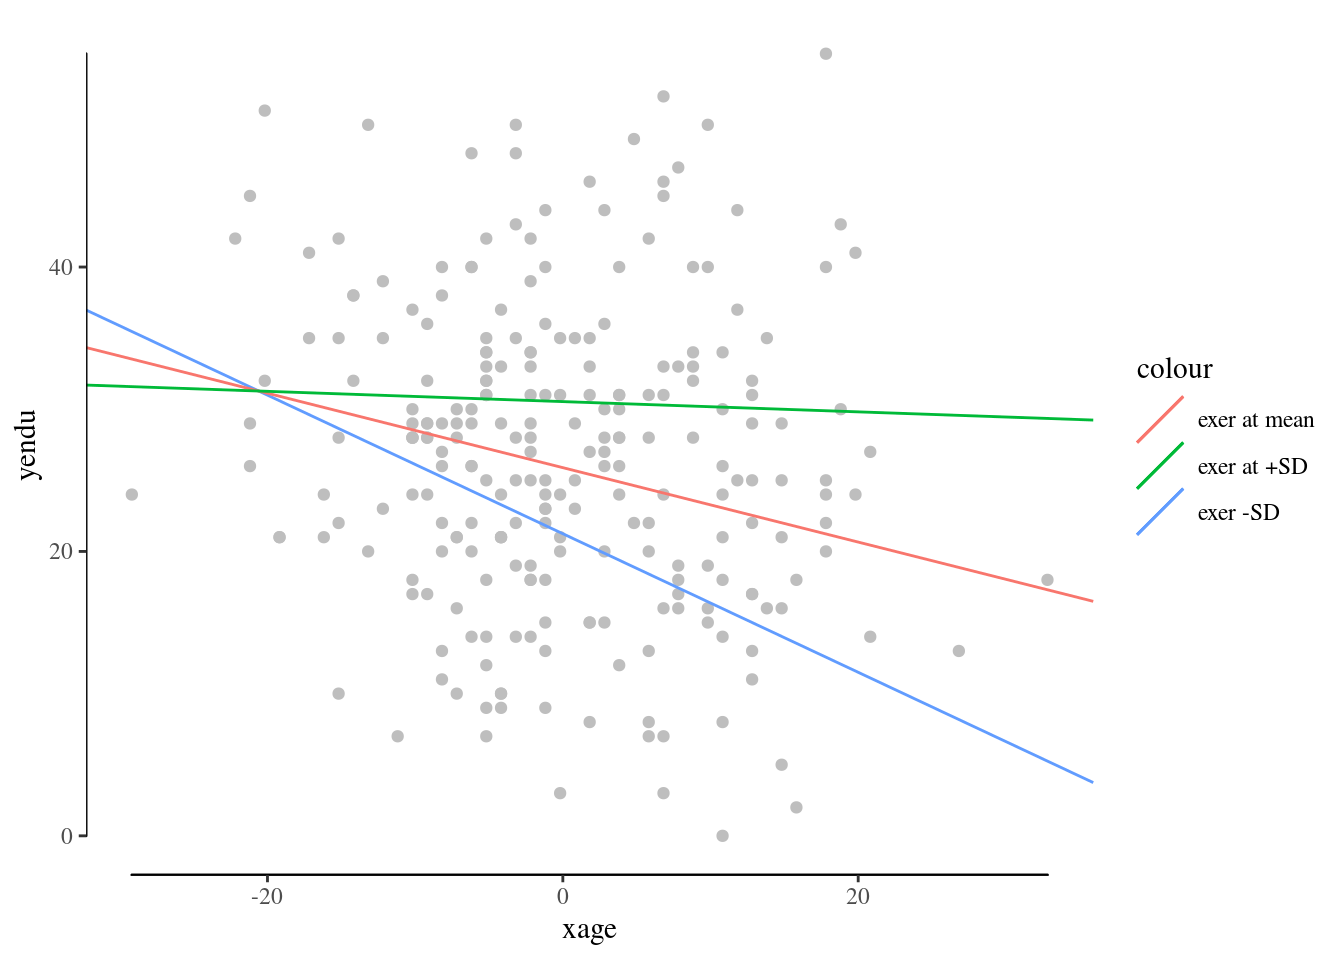 yendu
40
20
0
-20
0
20
xage
colour
exer at mean
exer at +SD
exer -SD